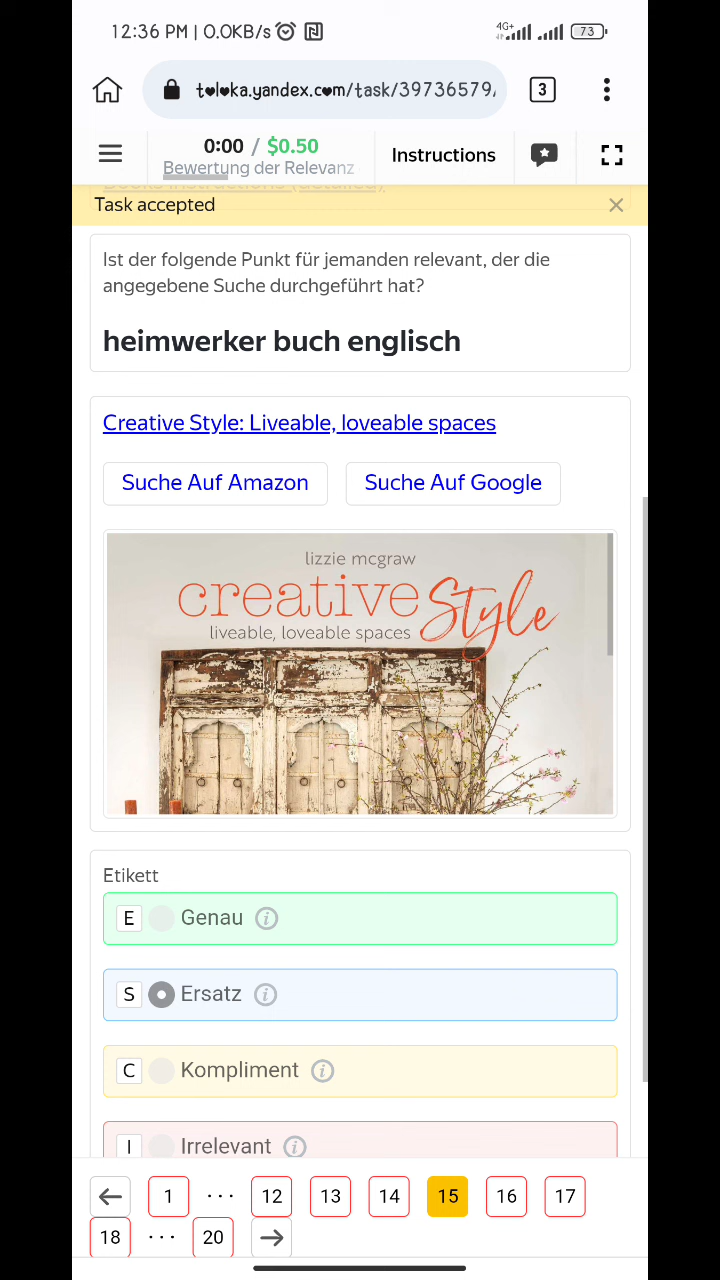 12:36 PM | 0.0KB/s
4G+
73
toloka.yandex.com/task/39736579/
3
0:00 / $0.50
Bewertung der Relevanz
Instructions
Books Instructions (detailed).
Task accepted
Ist der folgende Punkt für jemanden relevant, der die
angegebene Suche durchgeführt hat?
heimwerker buch englisch
Creative Style: Liveable, loveable spaces
Suche Auf Amazon
Suche Auf Google
lizzie mcgraw
creative Style
liveable, loveable spaces
Etikett
E Genau
S Ersatz
C Kompliment
I Irrelevant
1 ... 12 13 14 15 16 17
18 ... 20